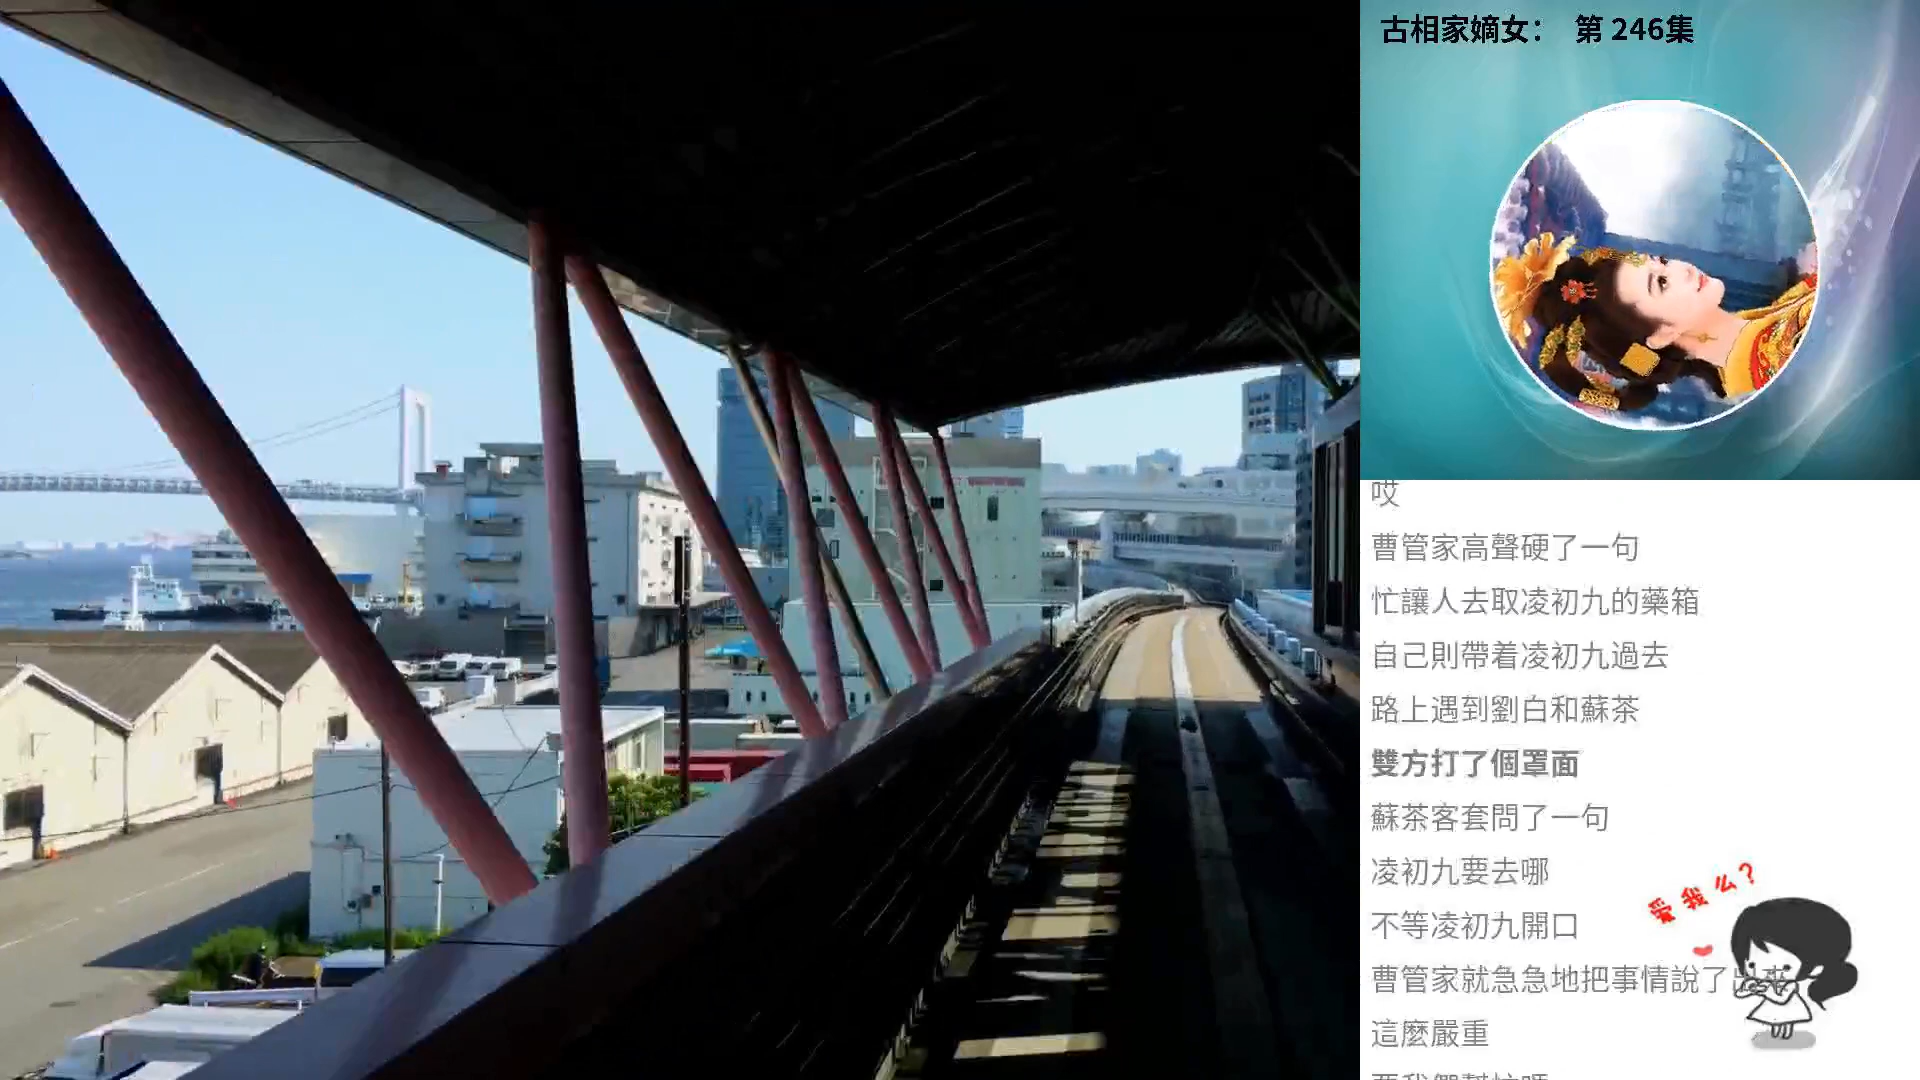 古相家嫡女： 第 246集
哎
曹管家高聲硬了一句
忙讓人去取凌初九的藥箱
自己則帶着凌初九過去
路上遇到劉白和蘇茶
雙方打了個罩面
蘇茶客套問了一句
凌初九要去哪
不等凌初九開口
曹管家就急急地把事情說了出來
這麼嚴重
愛我么?